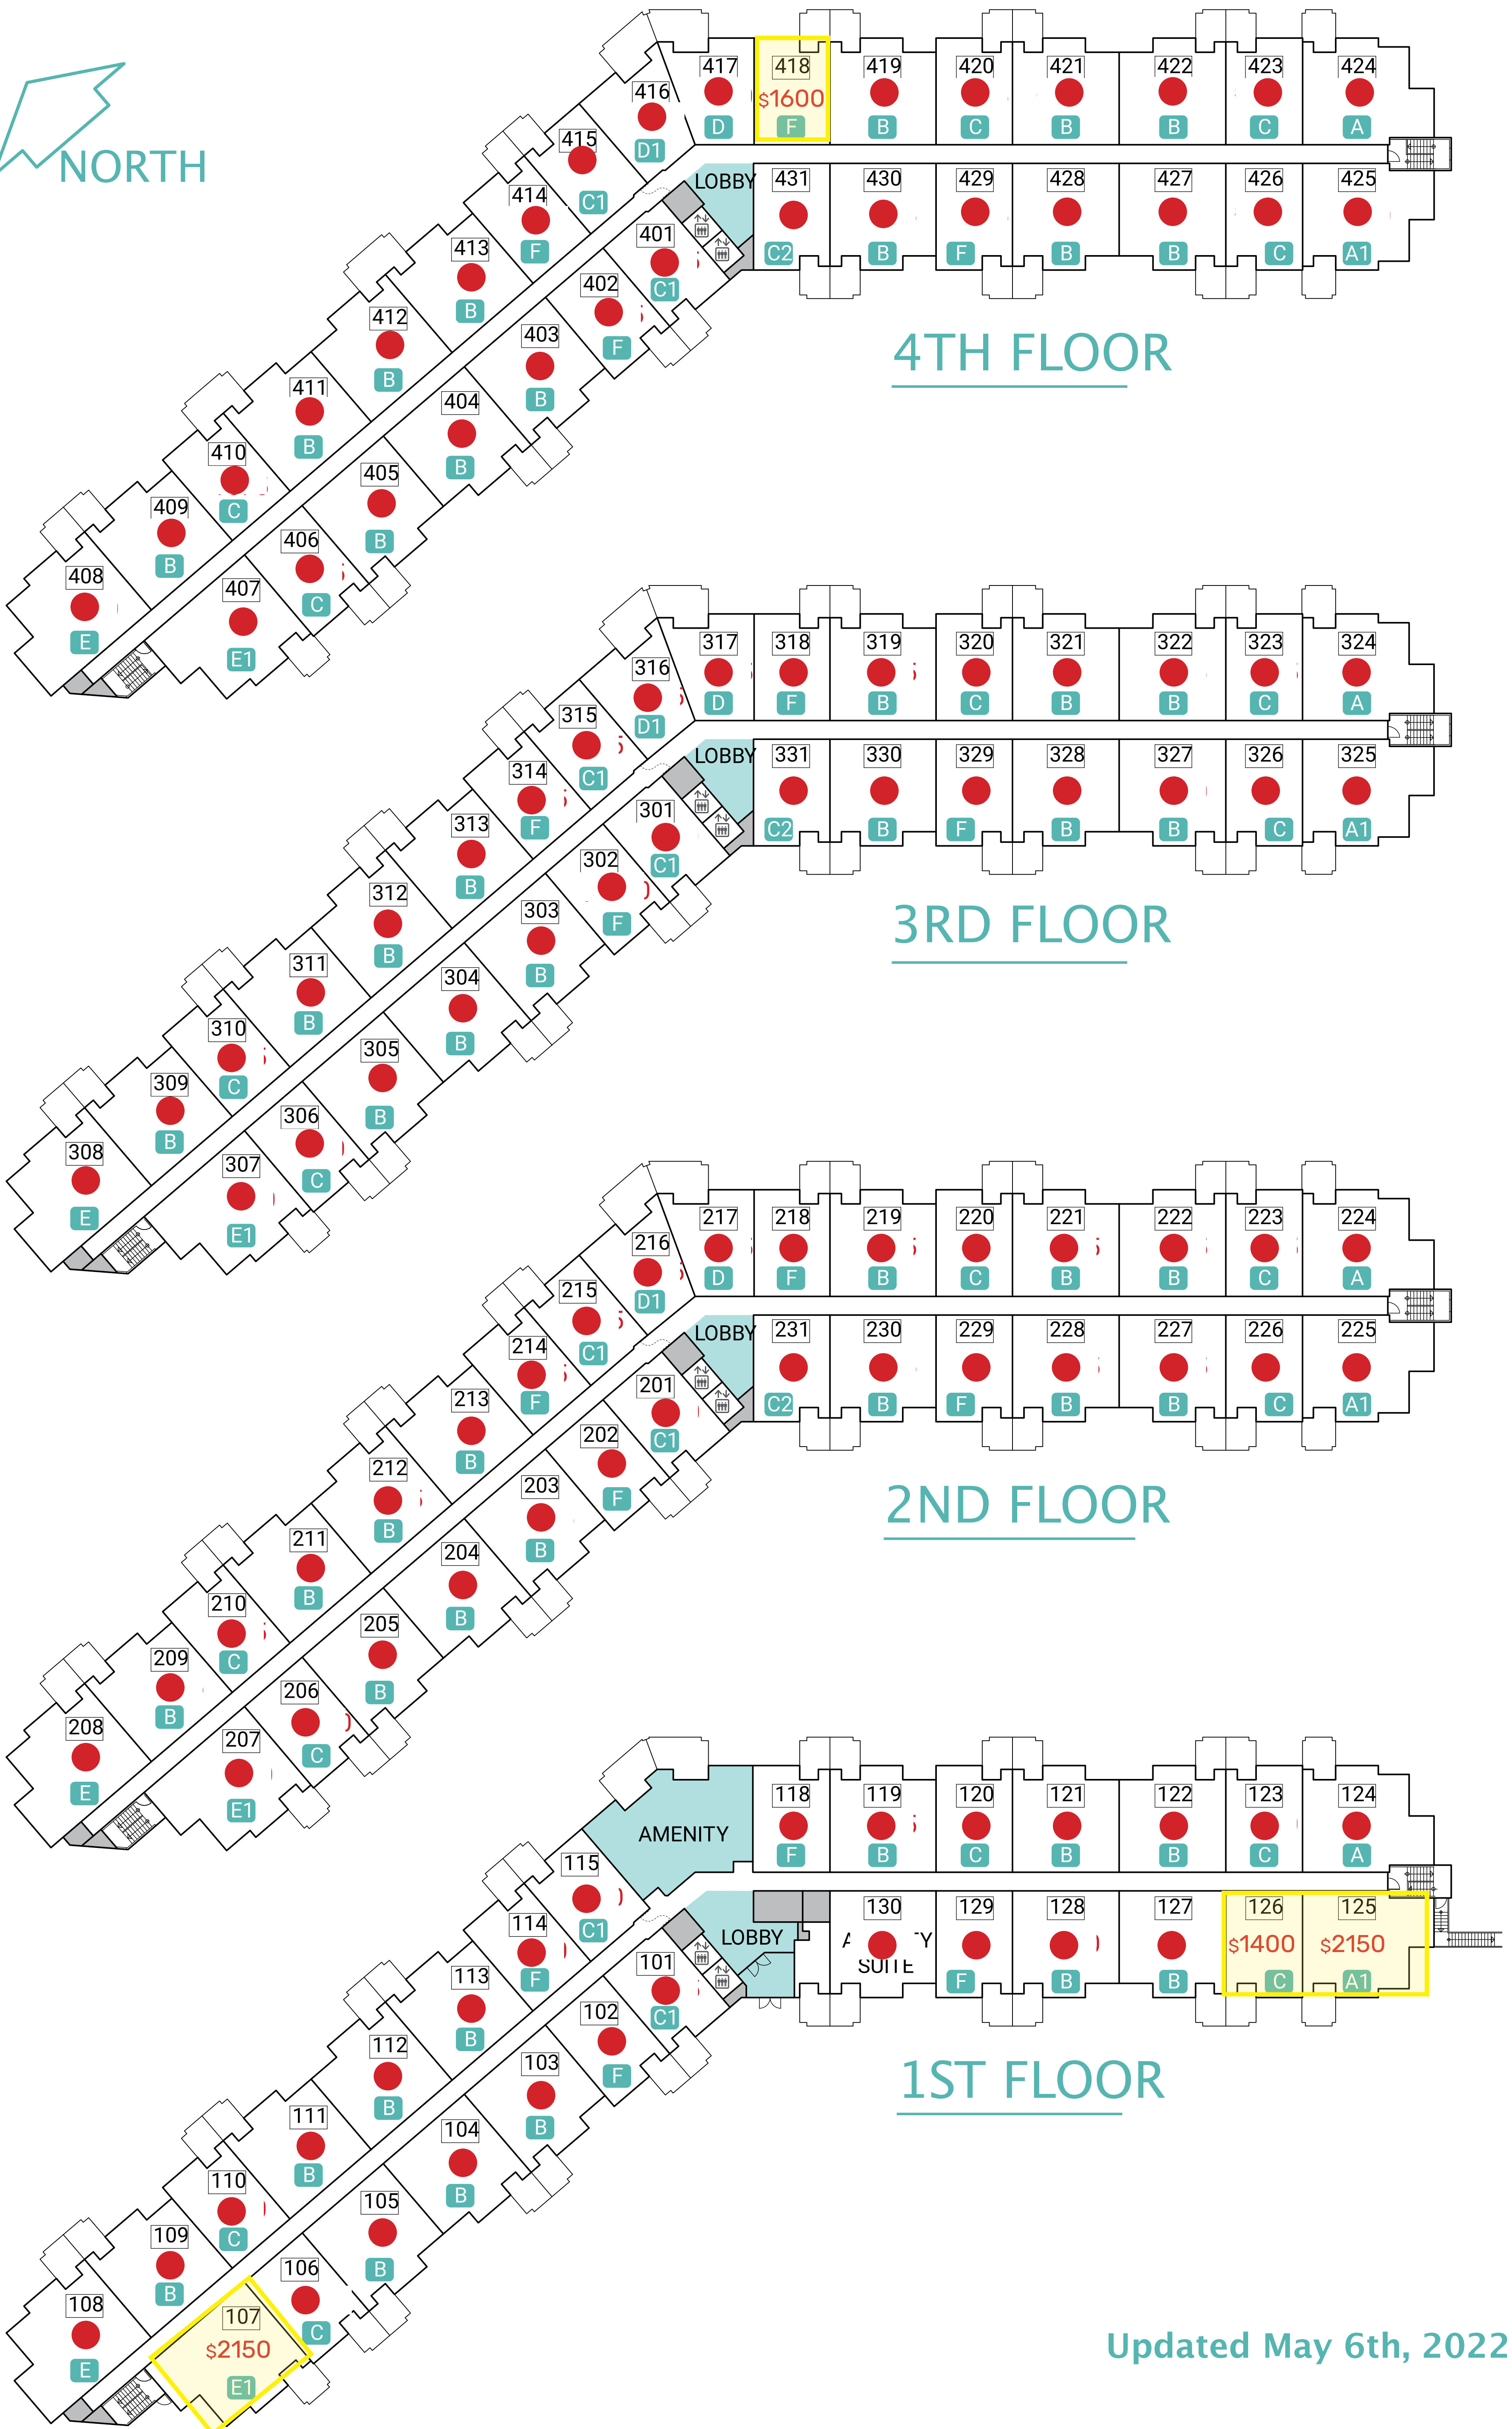 NORTH
417 418 419 420 421 422 423 424
$1600
D F B C B B C A
416
D1
415
C1
414
F
413
B
412
B
411
B
410
C
409
B
408
E
LOBBY
431 430 429 428 427 426 425
C2 B F B B C A1
401
C1
402
F
403
B
404
B
405
B
406
C
407
E1
4TH FLOOR
317 318 319 320 321 322 323 324
D F B C B B C A
316
D1
315
C1
314
F
313
B
312
B
311
B
310
C
309
B
308
E
LOBBY
331 330 329 328 327 326 325
C2 B F B B C A1
301
C1
302
F
303
B
304
B
305
B
306
C
307
E1
3RD FLOOR
217 218 219 220 221 222 223 224
D F B C B B C A
216
D1
215
C1
214
F
213
B
212
B
211
B
210
C
209
B
208
E
LOBBY
231 230 229 228 227 226 225
C2 B F B B C A1
201
C1
202
F
203
B
204
B
205
B
206
C
207
E1
2ND FLOOR
118 119 120 121 122 123 124
F B C B B C A
AMENITY
115
C1
114
F
113
B
112
B
111
B
110
C
109
B
108
E
LOBBY
130 129 128 127 126 125
$1400 $2150
SUITE
F B B C A1
101
C1
102
F
103
B
104
B
105
B
106
C
107
$2150
E1
1ST FLOOR
Updated May 6th, 2022